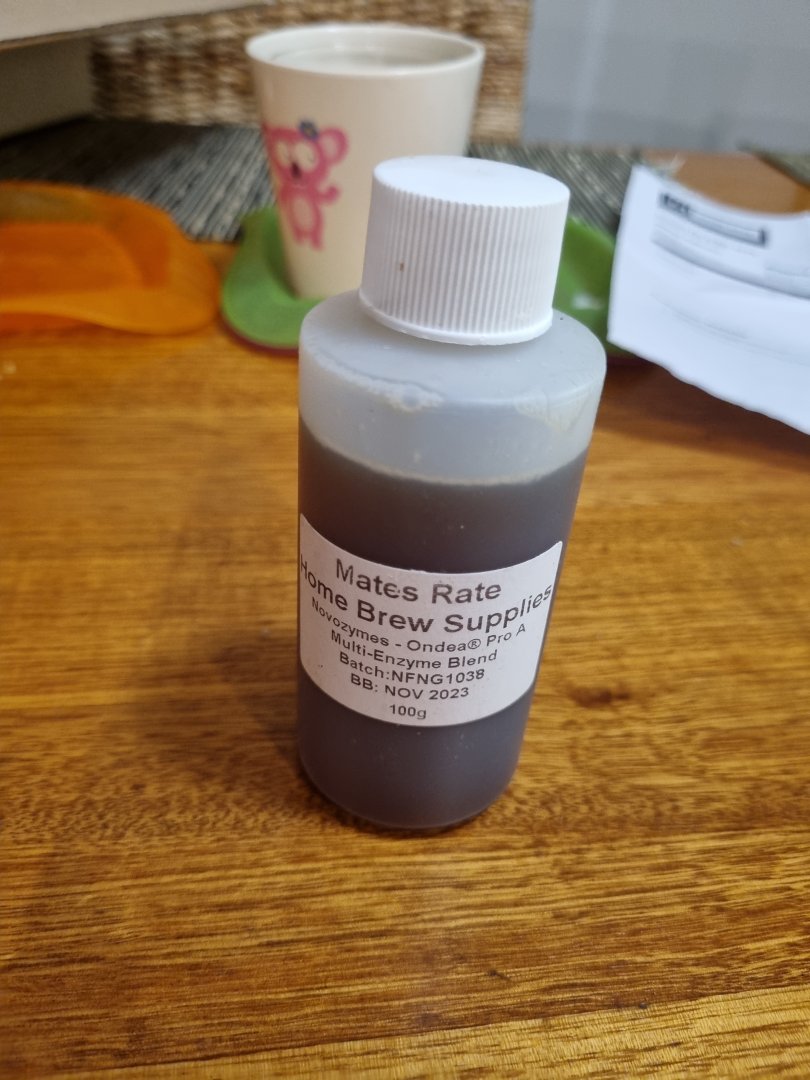 Mates Rate
Home Brew Supplies
Novozymes - Ondea® Pro A
Multi-Enzyme Blend
Batch:NFNG1038
BB: NOV 2023
100g